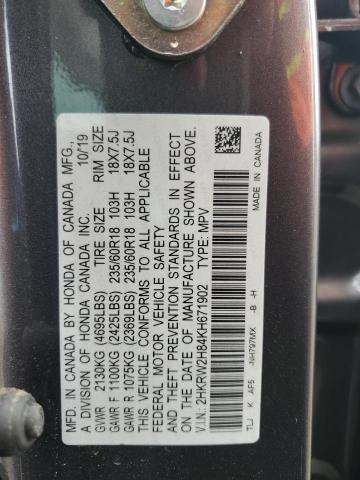 MFD. IN CANADA BY HONDA OF CANADA MFG.,
A DIVISION OF HONDA CANADA INC. 10/19
TIRE SIZE RIM SIZE
GVWR 2130KG (4695LBS)
GAWR F 1100KG (2425LBS) 235/60R18 103H 18X7.5J
GAWR R 1075KG (2369LBS) 235/60R18 103H 18X7.5J
THIS VEHICLE CONFORMS TO ALL APPLICABLE
FEDERAL MOTOR VEHICLE SAFETY
AND THEFT PREVENTION STANDARDS IN EFFECT
ON THE DATE OF MANUFACTURE SHOWN ABOVE.
V.I.N.: 2HKRW2H84KH671902 TYPE: MPV
TLJ K AF5 -NH797MX -B -H
MADE IN CANADA